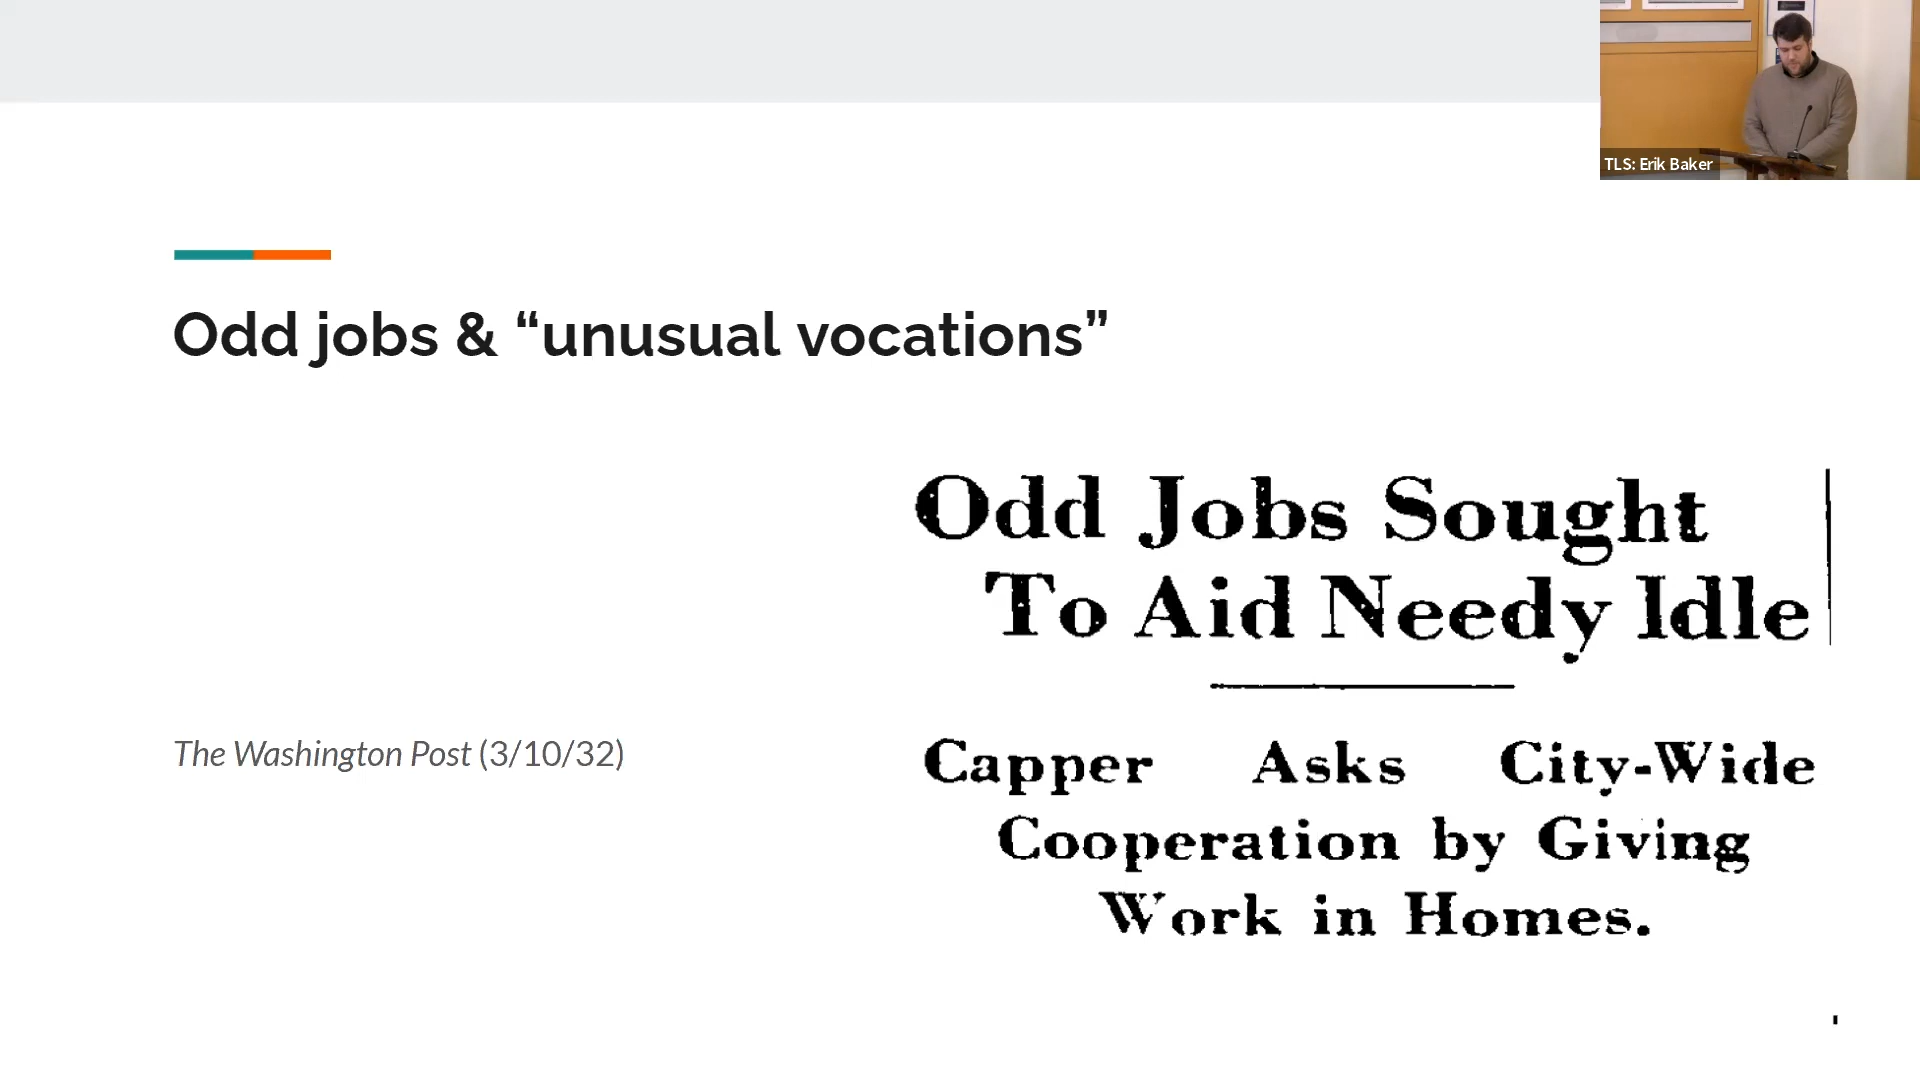 TLS: Erik Baker
Odd jobs & “unusual vocations”
Odd Jobs Sought
To Aid Needy Idle
The Washington Post (3/10/32)
Capper Asks City-Wide
Cooperation by Giving
Work in Homes.